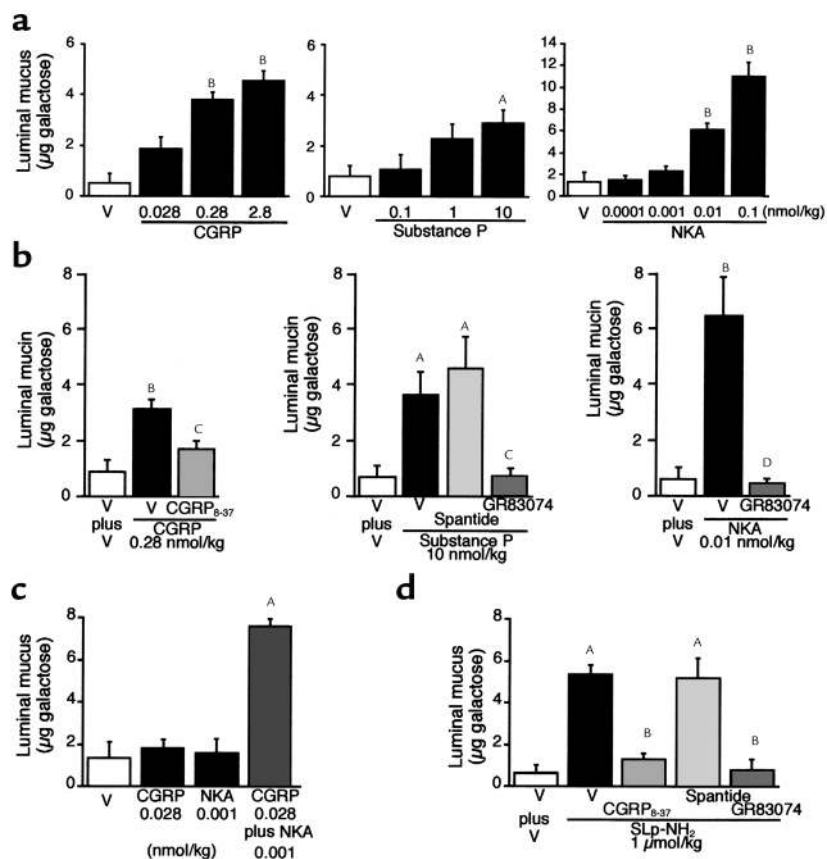 a
Luminal mucus
(µg galactose)
6
4
2
0
B
B
V
0.028 0.28 2.8
CGRP
6
4
2
0
A
V
0.1 1 10
Substance P
14
12
10
8
6
4
2
0
B
B
V
0.0001 0.001 0.01 0.1 (nmol/kg)
NKA
b
Luminal mucin
(µg galactose)
8
6
4
2
0
B
C
V
plus
V
V CGRP8-37
CGRP
0.28 nmol/kg
Luminal mucin
(µg galactose)
8
6
4
2
0
A
A
C
V
plus
V
V GR83074
Spantide
Substance P
10 nmol/kg
Luminal mucin
(µg galactose)
8
6
4
2
0
B
D
V
plus
V
V GR83074
NKA
0.01 nmol/kg
c
Luminal mucus
(µg galactose)
8
6
4
2
0
A
V CGRP NKA CGRP
0.028 0.001 0.028
plus NKA
(nmol/kg) 0.001
d
Luminal mucus
(µg galactose)
8
6
4
2
0
A
B
A
B
V V Spantide
plus CGRP8-37 GR83074
V SLp-NH2
1 µmol/kg